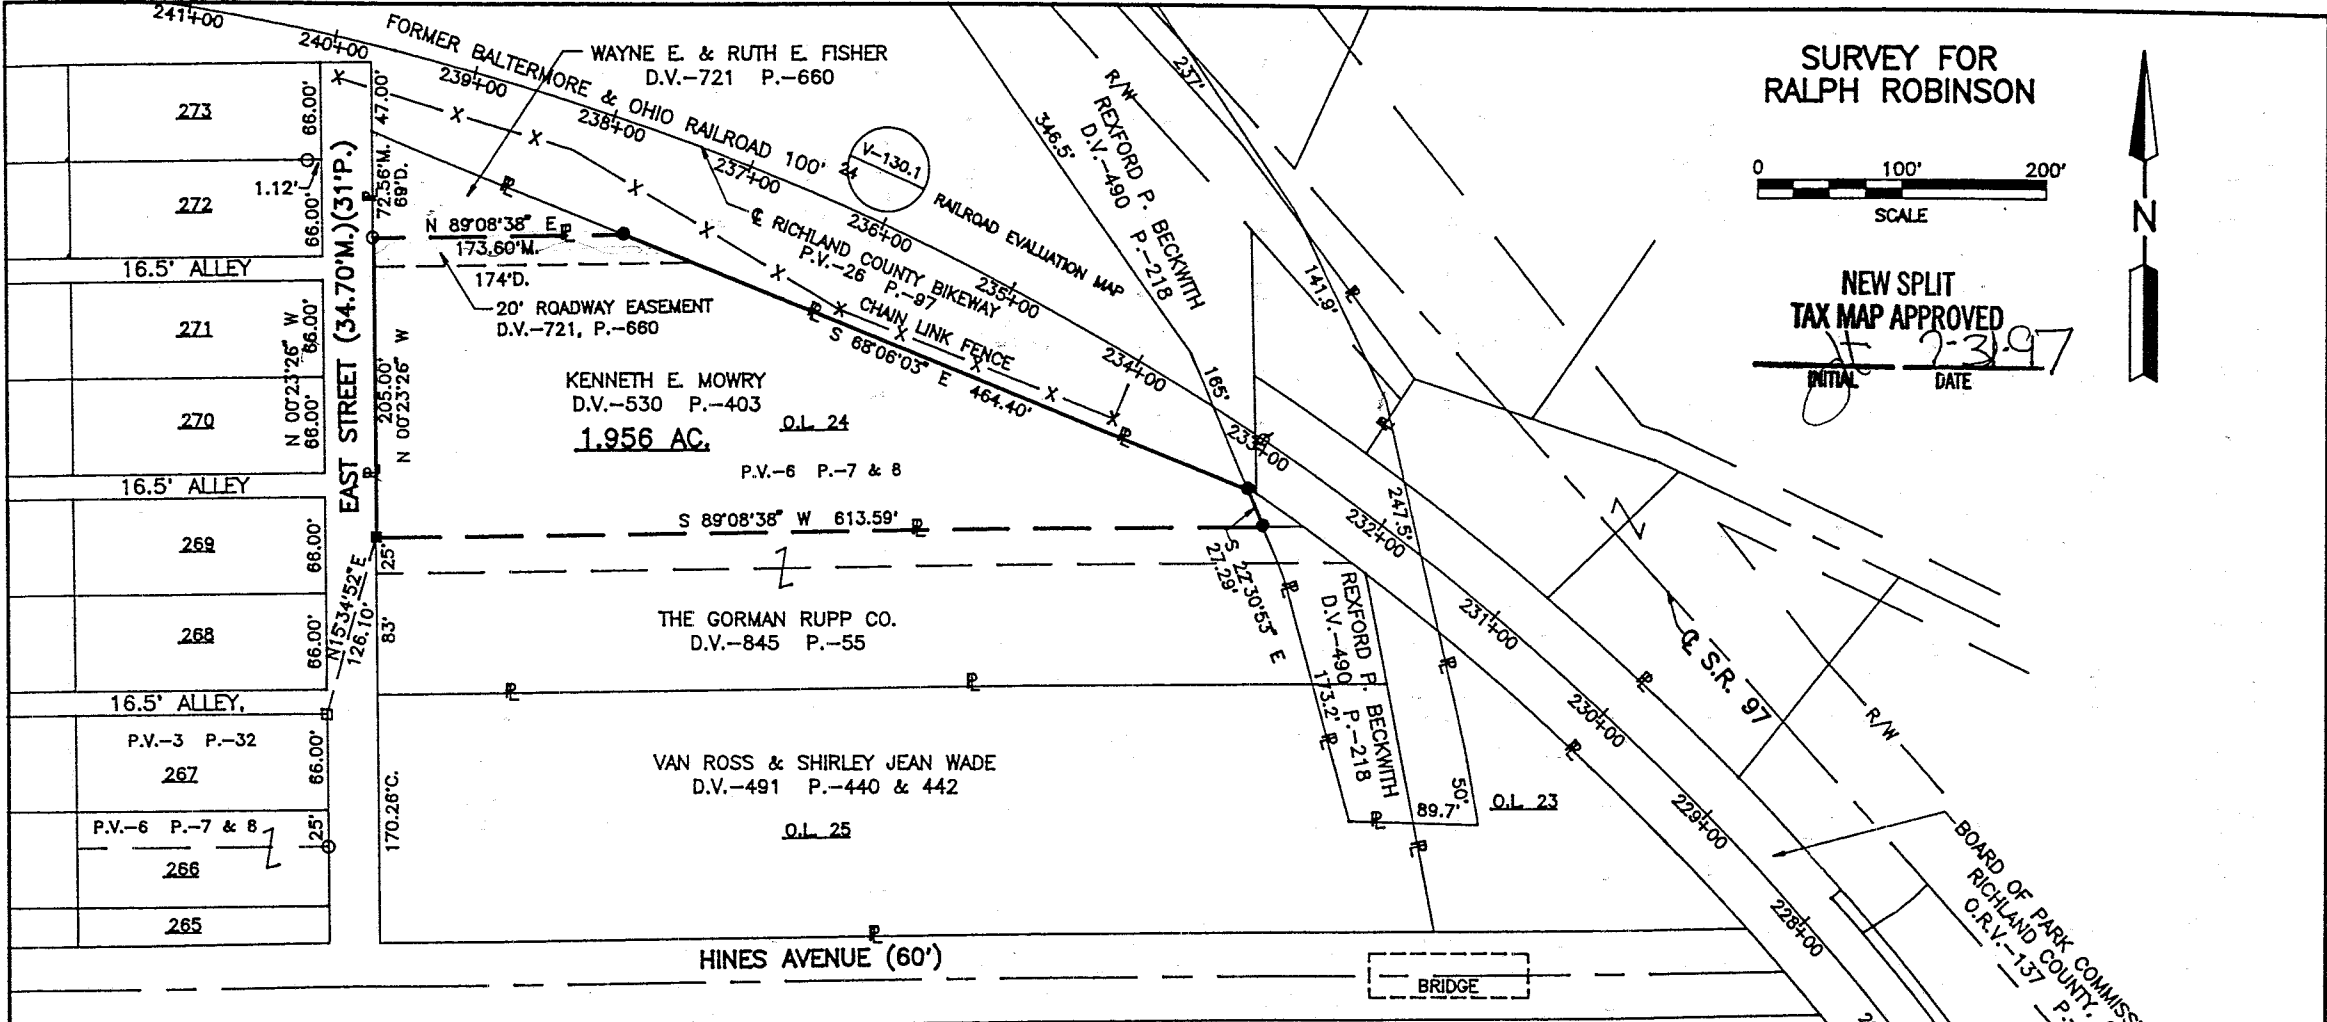 SURVEY FOR
RALPH ROBINSON
0 100' 200'
SCALE
N
NEW SPLIT
TAX MAP APPROVED
7-31-97
INITIAL DATE
241+00
240+00
239+00
238+00
237+00
236+00
235+00
234+00
233+00
232+00
231+00
230+00
229+00
228+00
FORMER BALTERMORE & OHIO RAILROAD 100'
WAYNE E. & RUTH E. FISHER
D.V.-721 P.-660
V-130.1
24
RAILROAD EVALUATION MAP
℄ RICHLAND COUNTY BIKEWAY
P.V.-26 P.-97
CHAIN LINK FENCE
R/W
REXFORD P. BECKWITH
D.V.-490 P.-218
346.5'
237'
141.9'
165'
247.5'
273
272
271
270
269
268
267
266
265
66.00'
66.00'
66.00'
66.00'
66.00'
66.00'
66.00'
25'
1.12'
47.00'
72.56'M.
69'D.
16.5' ALLEY
16.5' ALLEY
16.5' ALLEY.
EAST STREET (34.70'M.)(31'P.)
N 00°23'26" W
205.00'
N 00°23'26" W
N 89°08'38" E
173.60'M.
174'D.
20' ROADWAY EASEMENT
D.V.-721, P.-660
S 68°06'03" E 464.40'
KENNETH E. MOWRY
D.V.-530 P.-403
1.956 AC.
O.L. 24
P.V.-6 P.-7 & 8
S 89°08'38" W 613.59'
S 22°30'53" E
27.29'
25'
83'
N15°34'52"E
126.10'
170.26'C.
THE GORMAN RUPP CO.
D.V.-845 P.-55
REXFORD P. BECKWITH
D.V.-490 P.-218
173.2'
VAN ROSS & SHIRLEY JEAN WADE
D.V.-491 P.-440 & 442
O.L. 25
50'
89.7'
O.L. 23
P.V.-3 P.-32
P.V.-6 P.-7 & 8
℄ S.R. 97
R/W
BOARD OF PARK COMMISS
RICHLAND COUNTY,
O.R.V.-137 P.
HINES AVENUE (60')
BRIDGE